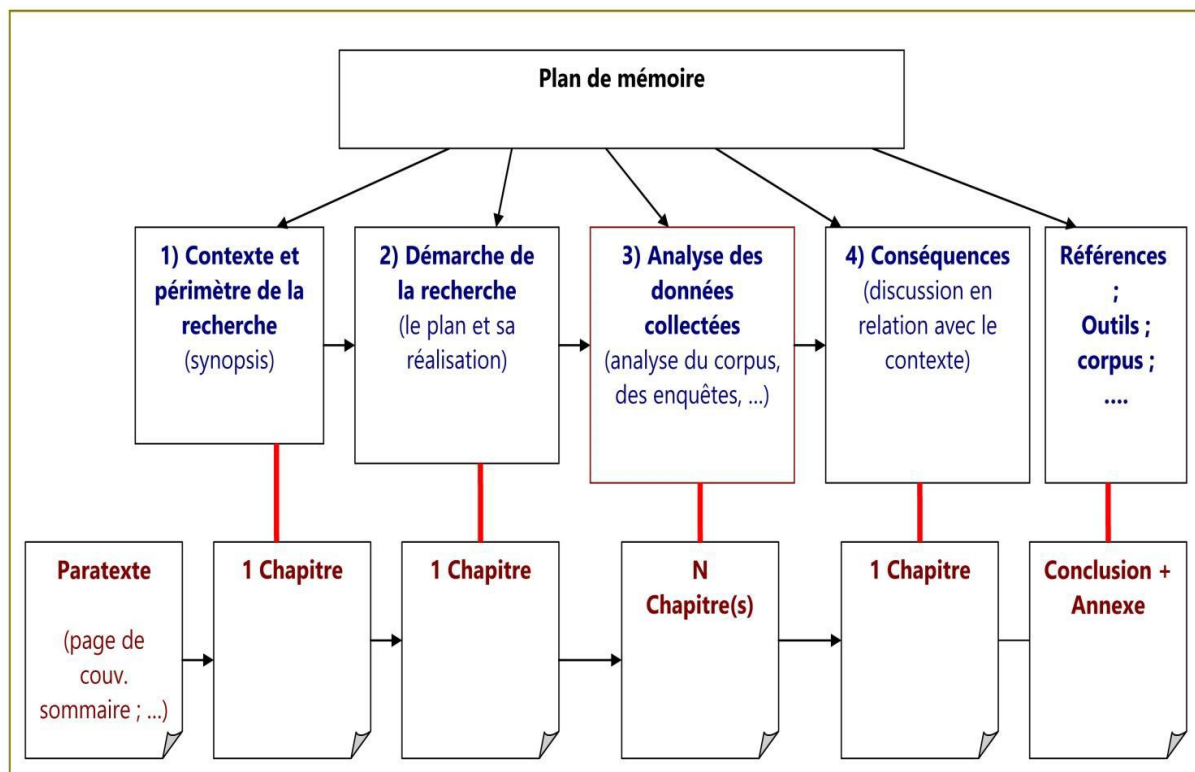 Plan de mémoire
1) Contexte et
périmètre de la
recherche
(synopsis)
2) Démarche de
la recherche
(le plan et sa
réalisation)
3) Analyse des
données
collectées
(analyse du corpus,
des enquêtes, ...)
4) Conséquences
(discussion en
relation avec le
contexte)
Références
;
Outils ;
corpus ;
....
Paratexte
(page de
couv.
sommaire ; ...)
1 Chapitre
1 Chapitre
N
Chapitre(s)
1 Chapitre
Conclusion +
Annexe